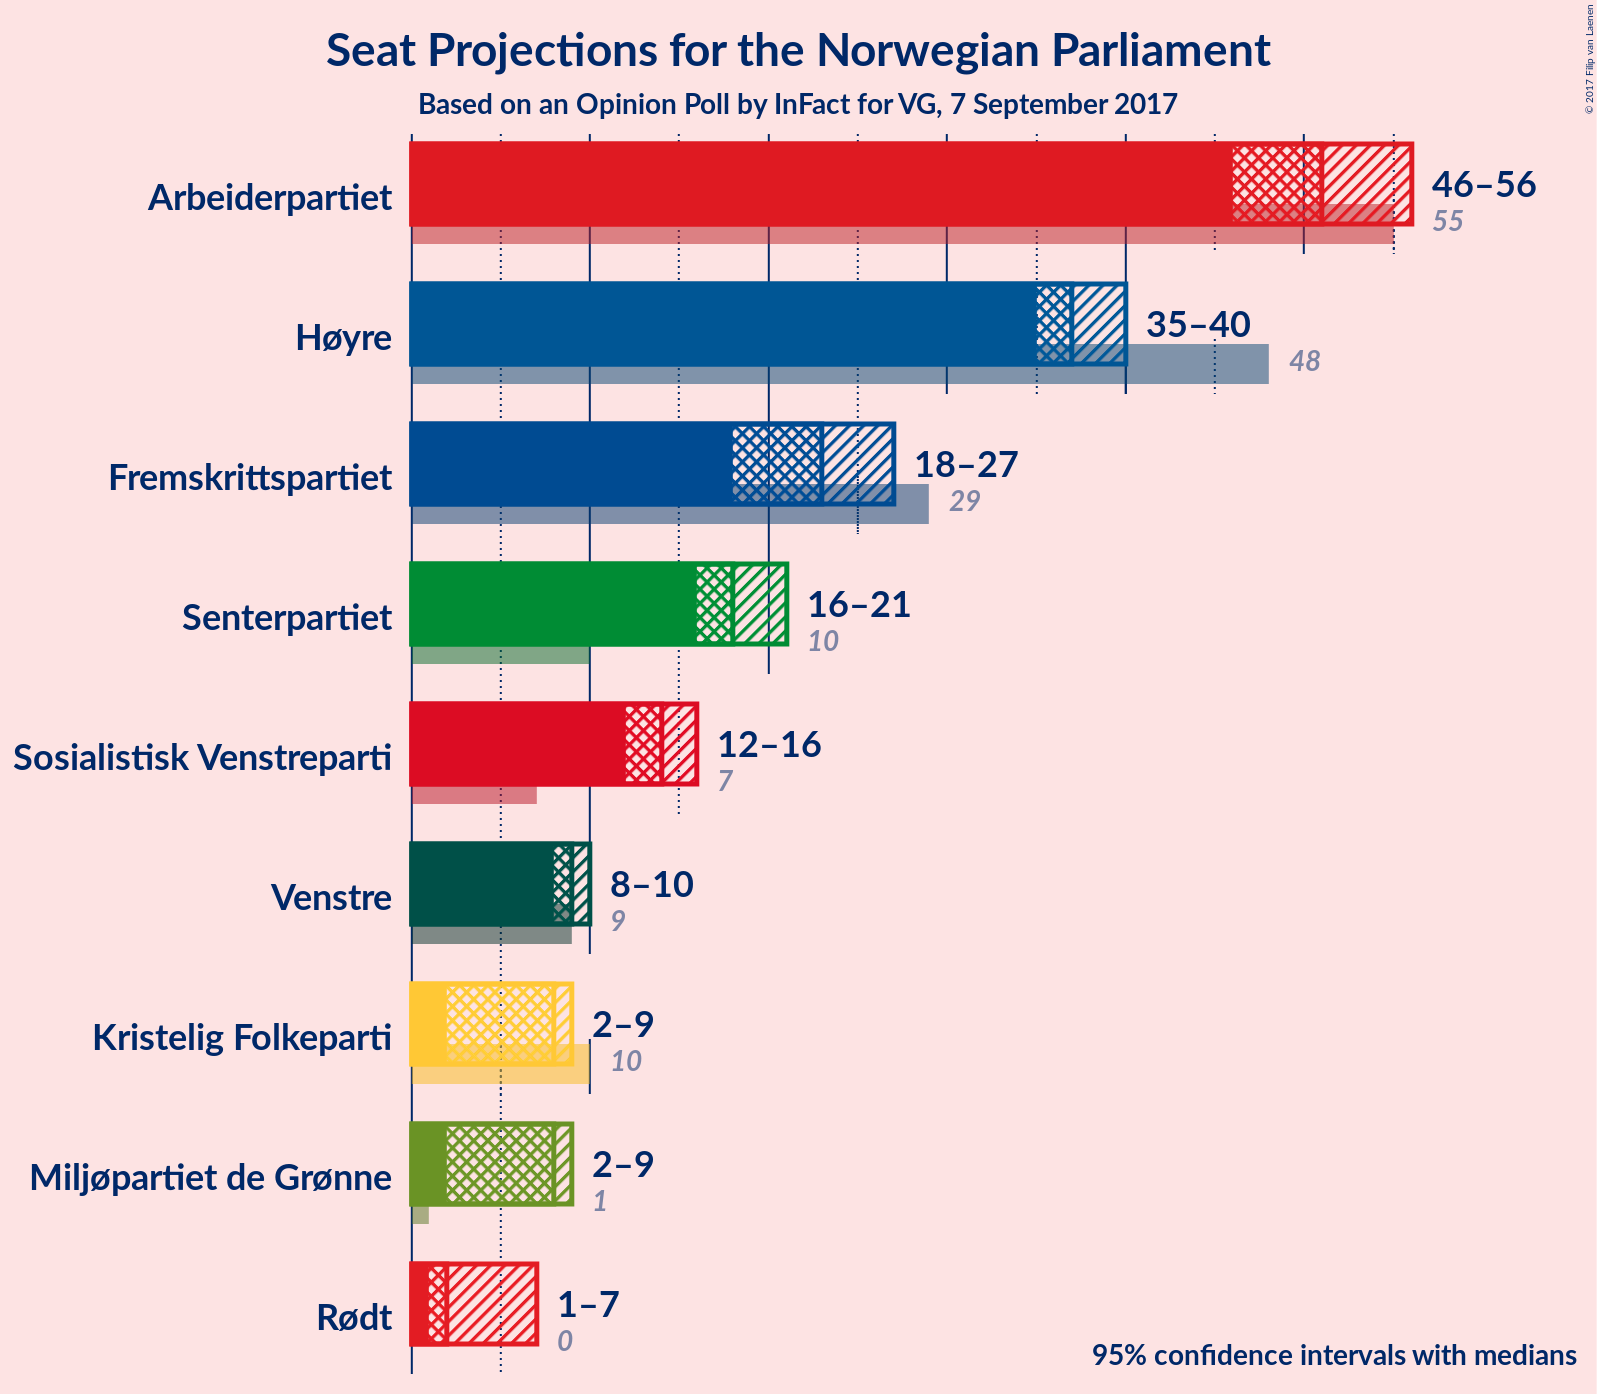 Seat Projections for the Norwegian Parliament
Based on an Opinion Poll by InFact for VG, 7 September 2017
© 2017 Filip van Laenen
Arbeiderpartiet
46–56
55
Høyre
35–40
48
Fremskrittspartiet
18–27
29
Senterpartiet
16–21
10
Sosialistisk Venstreparti
12–16
7
Venstre
8–10
9
Kristelig Folkeparti
2–9
10
Miljøpartiet de Grønne
2–9
1
Rødt
1–7
0
95% confidence intervals with medians